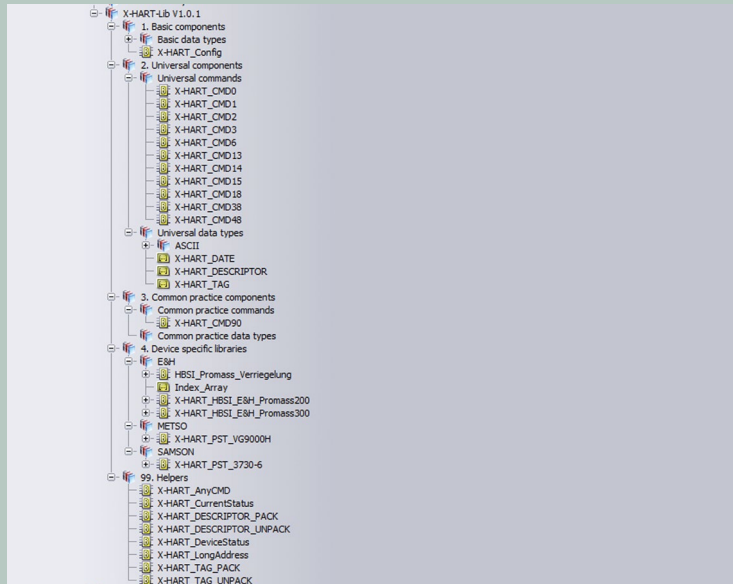 X-HART-Lib V1.0.1
1. Basic components
Basic data types
X-HART_Config
2. Universal components
Universal commands
X-HART_CMD0
X-HART_CMD1
X-HART_CMD2
X-HART_CMD3
X-HART_CMD6
X-HART_CMD13
X-HART_CMD14
X-HART_CMD15
X-HART_CMD18
X-HART_CMD38
X-HART_CMD48
Universal data types
ASCII
X-HART_DATE
X-HART_DESCRIPTOR
X-HART_TAG
3. Common practice components
Common practice commands
X-HART_CMD90
Common practice data types
4. Device specific libraries
E&H
HBSI_Promass_Verriegelung
Index_Array
X-HART_HBSI_E&H_Promass200
X-HART_HBSI_E&H_Promass300
METSO
X-HART_PST_VG9000H
SAMSON
X-HART_PST_3730-6
99. Helpers
X-HART_AnyCMD
X-HART_CurrentStatus
X-HART_DESCRIPTOR_PACK
X-HART_DESCRIPTOR_UNPACK
X-HART_DeviceStatus
X-HART_LongAddress
X-HART_TAG_PACK
X-HART_TAG_UNPACK